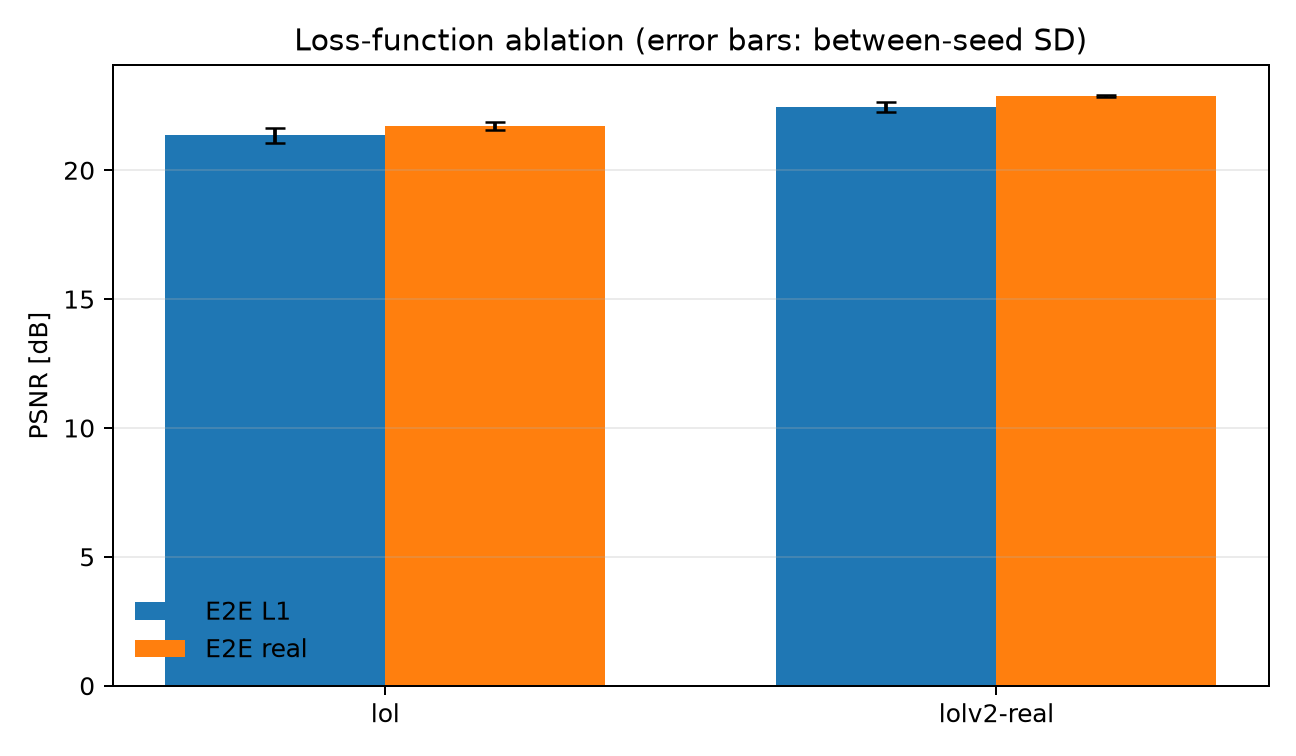 Loss-function ablation (error bars: between-seed SD)
PSNR [dB]
20
15
10
5
0
E2E L1
E2E real
lol
lolv2-real